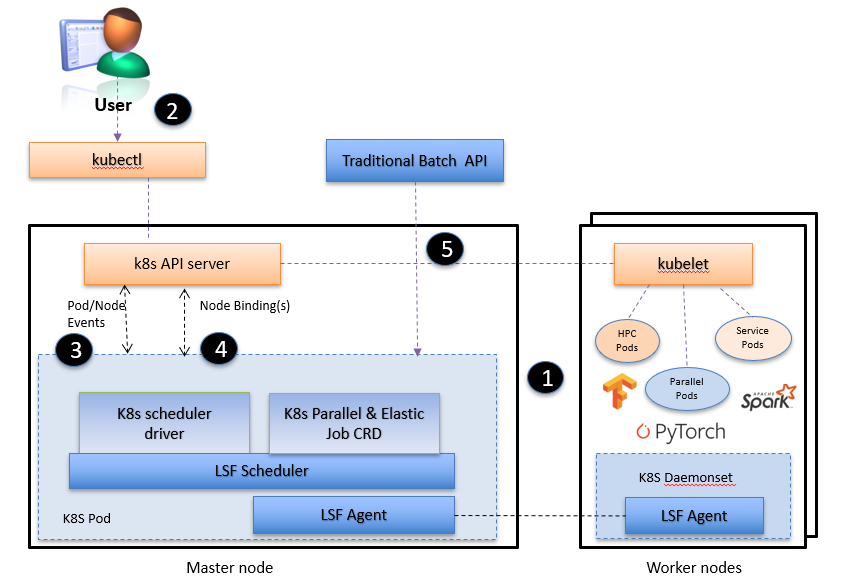 User
2
kubectl
Traditional Batch API
5
k8s API server
kubelet
Pod/Node
Events
Node Binding(s)
3
4
1
HPC
Pods
Service
Pods
Parallel
Pods
APACHE
Spark
PyTorch
K8s scheduler
driver
K8s Parallel & Elastic
Job CRD
LSF Scheduler
K8S Daemonset
K8S Pod
LSF Agent
LSF Agent
Master node
Worker nodes